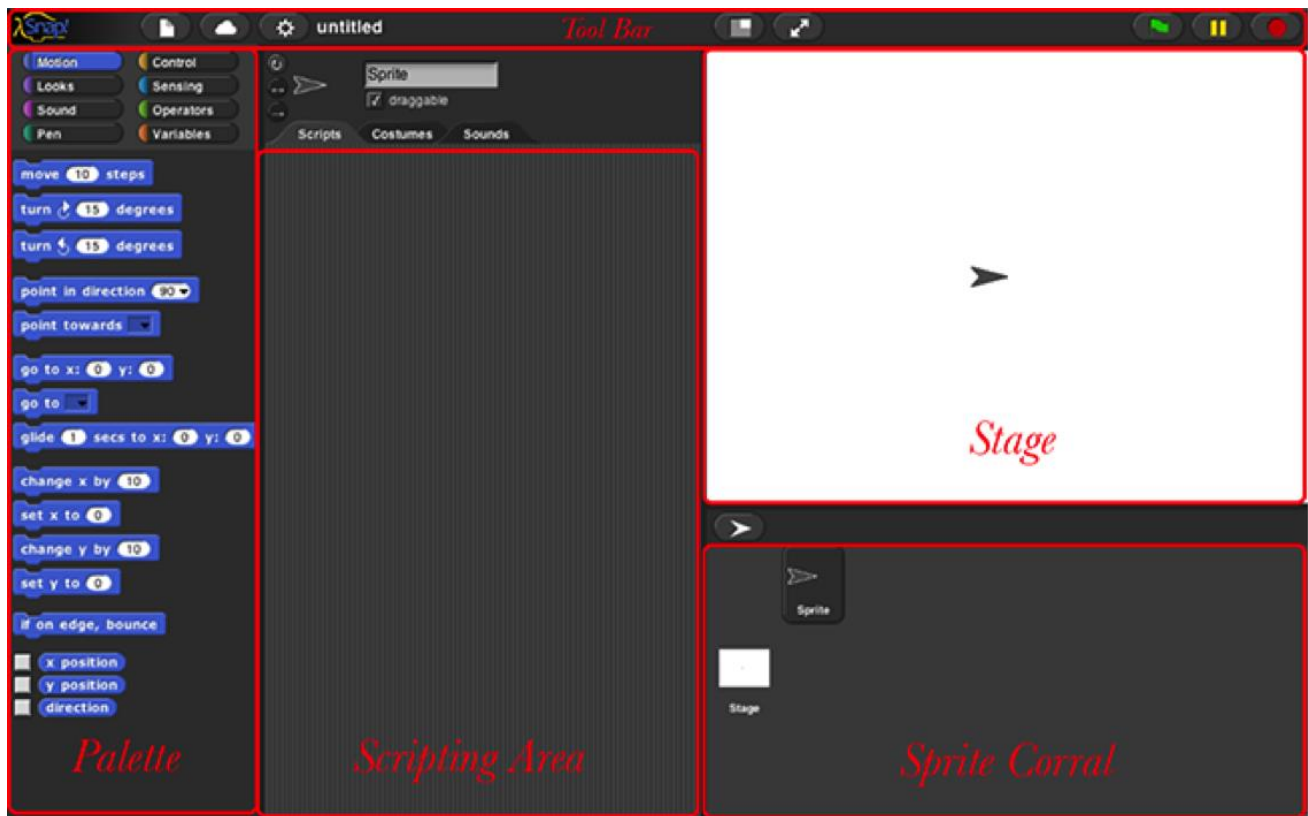 λSnap!
untitled
Tool Bar
Motion Control
Looks Sensing
Sound Operators
Pen Variables
Sprite
draggable
Scripts Costumes Sounds
move 10 steps
turn 15 degrees
turn 15 degrees
point in direction 90
point towards
go to x: 0 y: 0
go to
glide 1 secs to x: 0 y: 0
change x by 10
set x to 0
change y by 10
set y to 0
if on edge, bounce
x position
y position
direction
Palette
Scripting Area
Stage
Sprite
Stage
Sprite Corral